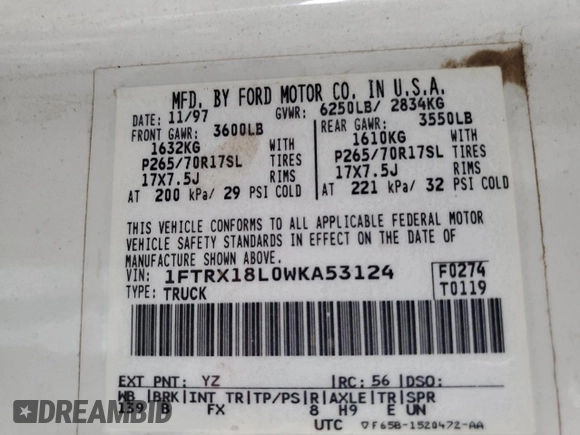 MFD. BY FORD MOTOR CO. IN U.S.A.
DATE: 11/97 GVWR: 6250LB/ 2834KG
FRONT GAWR: 3600LB REAR GAWR: 3550LB
1632KG WITH 1610KG WITH
P265/70R17SL TIRES P265/70R17SL TIRES
17X7.5J RIMS 17X7.5J RIMS
AT 200 kPa/ 29 PSI COLD AT 221 kPa/ 32 PSI COLD
THIS VEHICLE CONFORMS TO ALL APPLICABLE FEDERAL MOTOR
VEHICLE SAFETY STANDARDS IN EFFECT ON THE DATE OF
MANUFACTURE SHOWN ABOVE.
VIN: 1FTRX18L0WKA53124 F0274
TYPE: TRUCK T0119
EXT PNT: YZ RC: 56 DSO:
WB BRK INT TR TP/PS R AXLE TR SPR
139 B FX 8 H9 E UN
UTC F65B-1520472-AA
DREAMBID